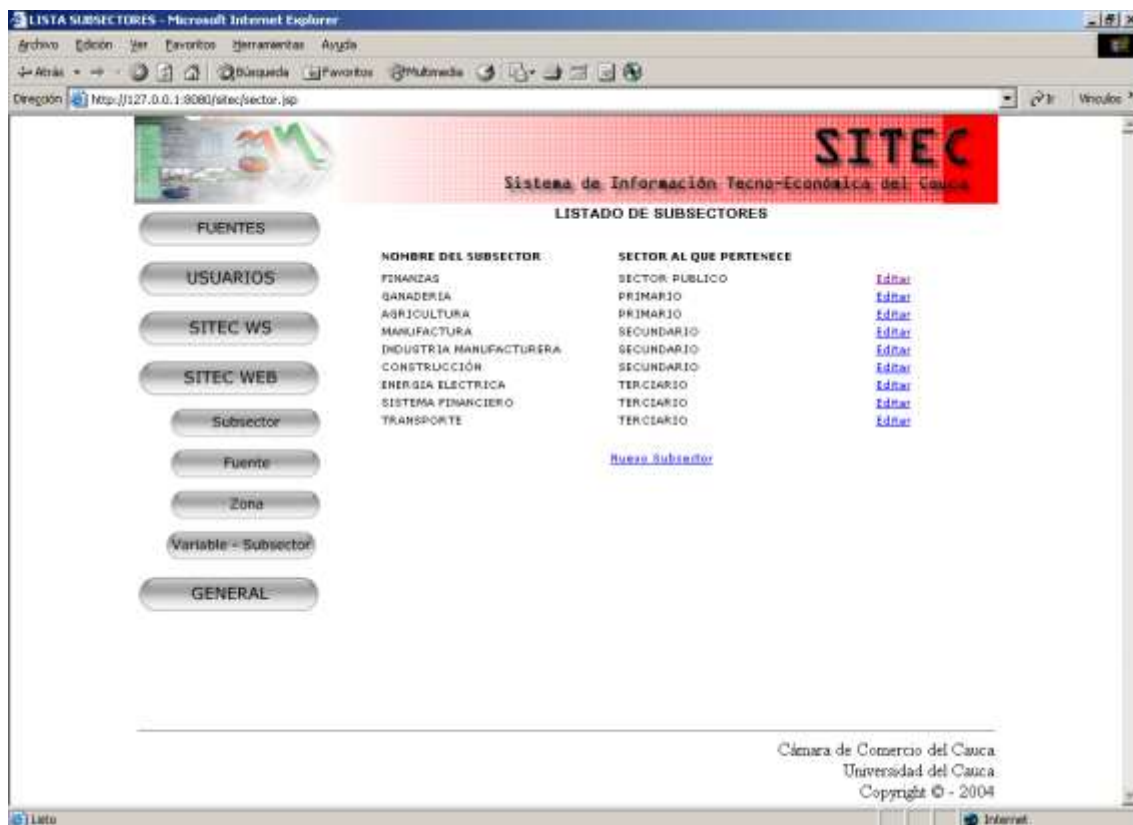 LISTA SUBSECTORES - Microsoft Internet Explorer
Archivo Edición Ver Favoritos Herramientas Ayuda
Atrás Búsqueda Favoritos Multimedia
Dirección http://127.0.0.1:8080/sitec/sector.jsp Ir Vínculos
SITEC
Sistema de Información Tecno-Económica del Cauca
LISTADO DE SUBSECTORES
FUENTES
USUARIOS
SITEC WS
SITEC WEB
Subsector
Fuente
Zona
Variable - Subsector
GENERAL
NOMBRE DEL SUBSECTOR SECTOR AL QUE PERTENECE
FINANZAS SECTOR PUBLICO Editar
GANADERIA PRIMARIO Editar
AGRICULTURA PRIMARIO Editar
MANUFACTURA SECUNDARIO Editar
INDUSTRIA MANUFACTURERA SECUNDARIO Editar
CONSTRUCCIÓN SECUNDARIO Editar
ENERGIA ELECTRICA TERCIARIO Editar
SISTEMA FINANCIERO TERCIARIO Editar
TRANSPORTE TERCIARIO Editar
Nuevo Subsector
Cámara de Comercio del Cauca
Universidad del Cauca
Copyright © - 2004
Listo Internet